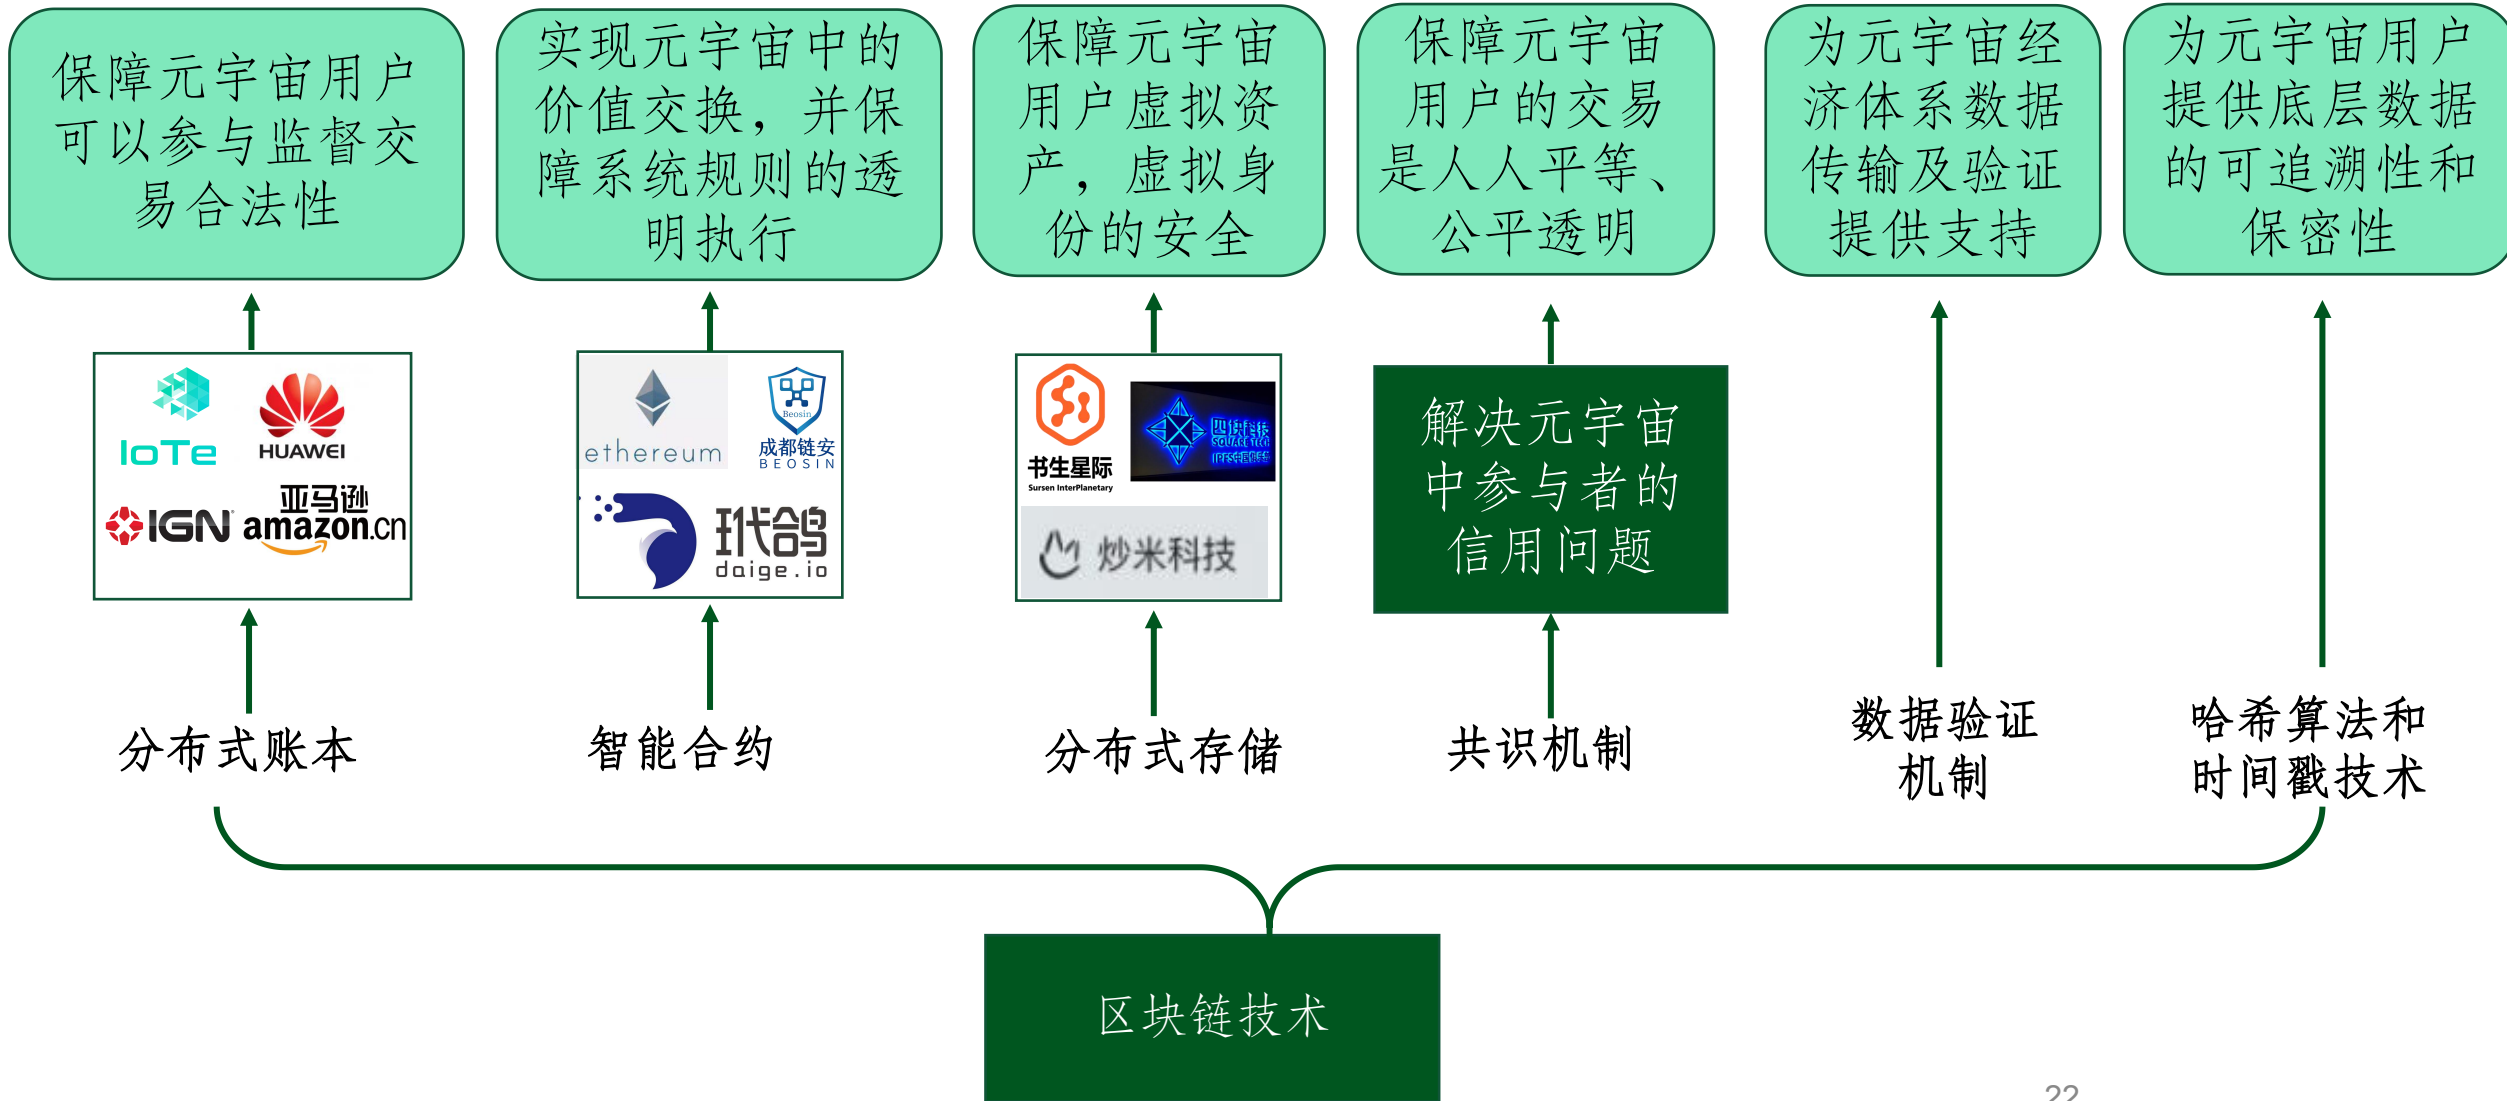 保障元宇宙用户
可以参与监督交
易合法性
实现元宇宙中的
价值交换，并保
障系统规则的透
明执行
保障元宇宙
用户虚拟资
产，虚拟身
份的安全
保障元宇宙
用户的交易
是人人平等、
公平透明
为元宇宙经
济体系数据
传输及验证
提供支持
为元宇宙用户
提供底层数据
的可追溯性和
保密性
IoTe
HUAWEI
IGN
亚马逊
amazon.cn
ethereum
Beosin
成都链安
BEOSIN
玳鸽
daige.io
书生星际
Sursen InterPlanetary
四块科技
SQUARE TECH
炒米科技
解决元宇宙
中参与者的
信用问题
分布式账本
智能合约
分布式存储
共识机制
数据验证
机制
哈希算法和
时间戳技术
区块链技术
22